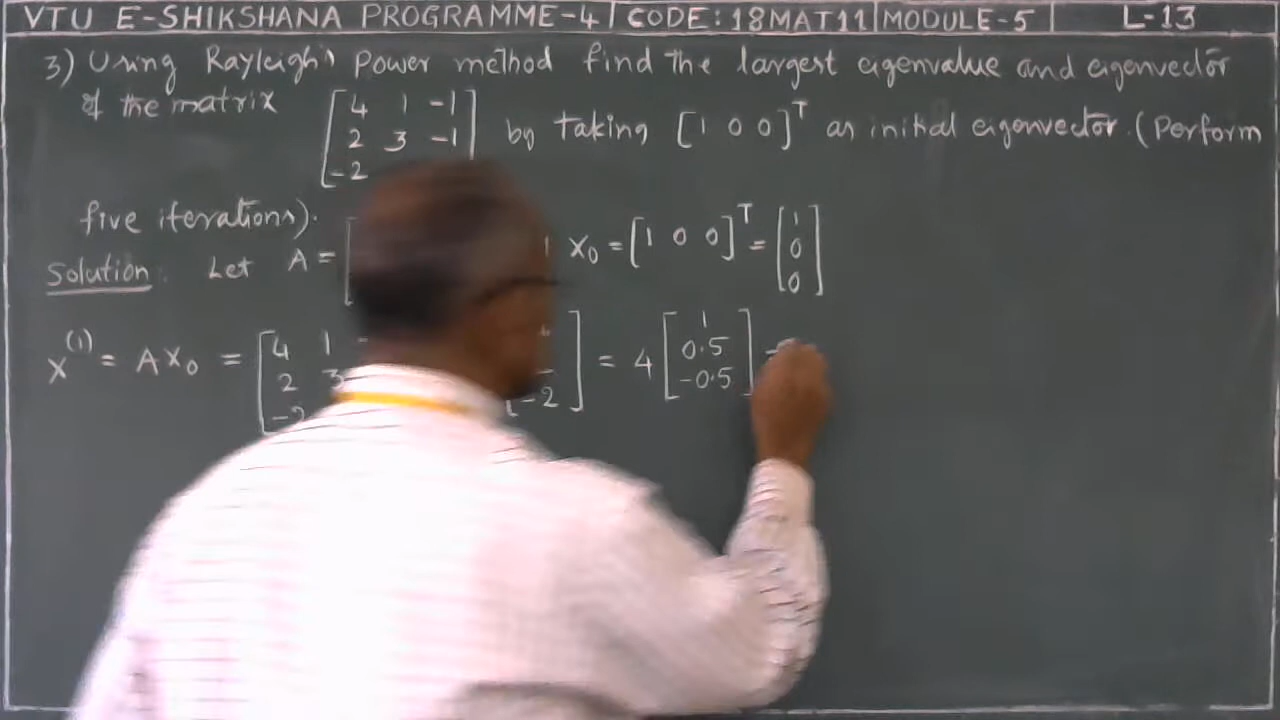 VTU E-SHIKSHANA PROGRAMME-4 | CODE: 18MAT11 | MODULE-5 | L-13
3) Using Rayleigh's Power method find the largest eigenvalue and eigenvector
of the matrix [4 1 -1
2 3 -1
-2 by taking [1 0 0]^T as initial eigenvector. (Perform
five iterations).
Solution: Let A = [ X₀ = [1 0 0]^T = [1
0
0]
X^(1) = AX₀ = [4 1
2 3
-2 -2] = 4 [1
0.5
-0.5]